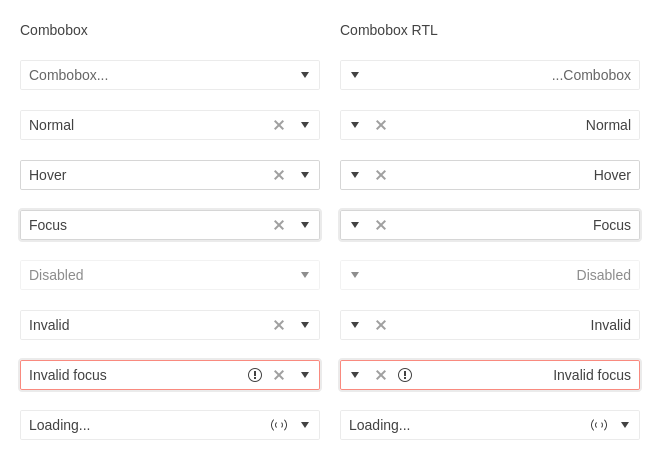 Combobox
Combobox RTL
Combobox...
...Combobox
Normal
Normal
Hover
Hover
Focus
Focus
Disabled
Disabled
Invalid
Invalid
Invalid focus
Invalid focus
Loading...
Loading...